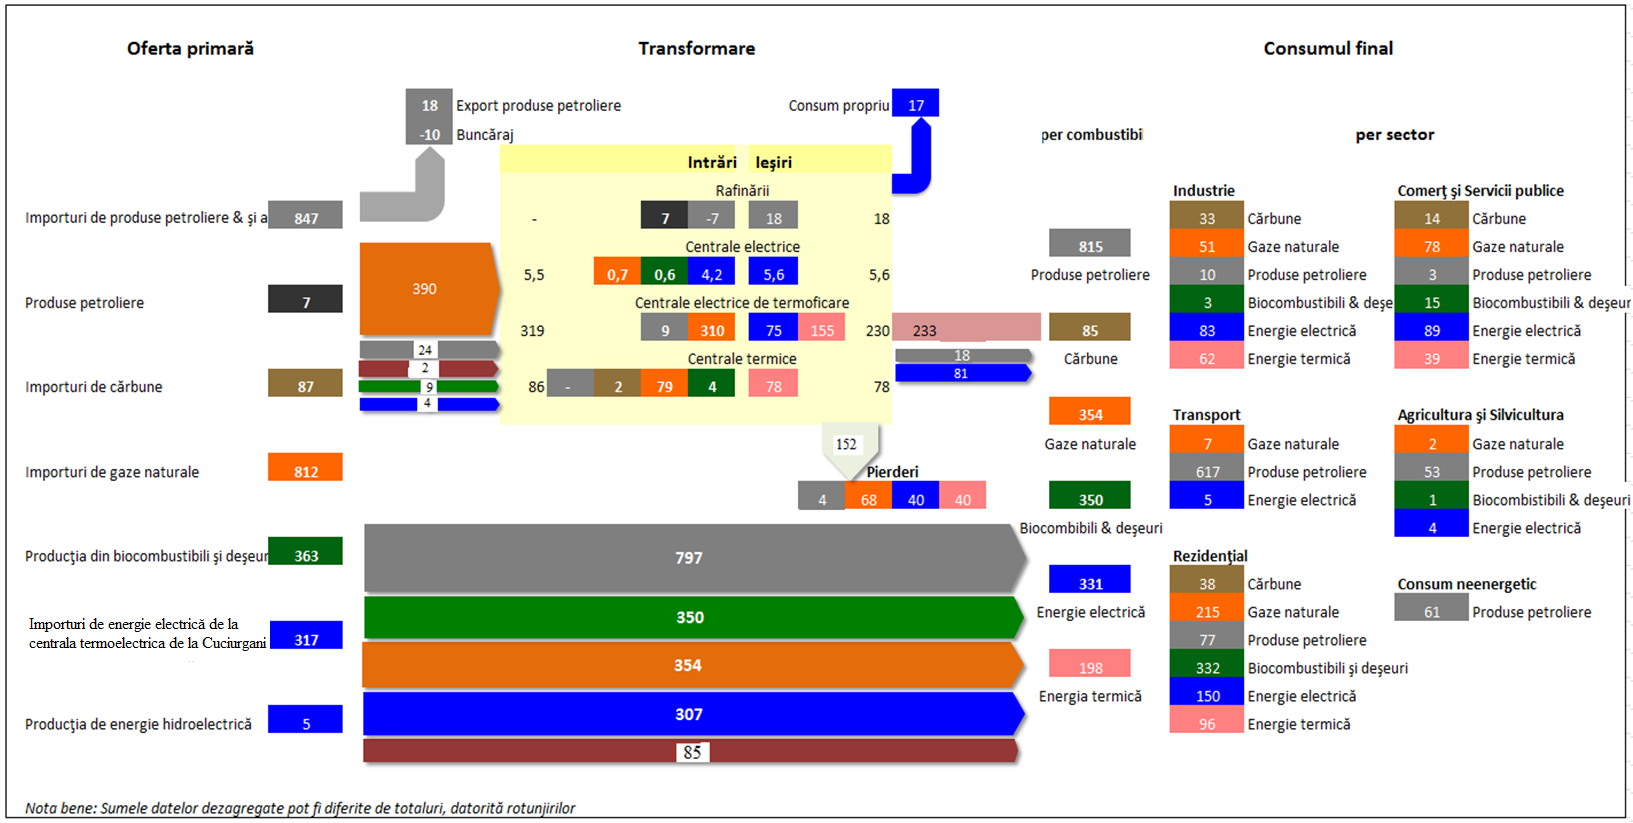 Oferta primară
Transformare
Consumul final
18 Export produse petroliere
-10 Buncăraj
Consum propriu 17
per combustibi
per sector
Importuri de produse petroliere & şi a 847
Produse petroliere 7
Importuri de cărbune 87
Importuri de gaze naturale 812
Producţia din biocombustibili şi deşeur 363
Importuri de energie electrică de la
centrala termoelectrica de la Cuciurgani 317
Producţia de energie hidroelectrică 5
390
24
2
9
4
Intrări Ieşiri
Rafinării
- 7 -7 18 18
Centrale electrice
5,5 0,7 0,6 4,2 5,6 5,6
Centrale electrice de termoficare
319 9 310 75 155 230
Centrale termice
86 - 2 79 4 78 78
233
18
81
152
Pierderi
4 68 40 40
797
350
354
307
85
815
Produse petroliere
85
Cărbune
354
Gaze naturale
350
Biocombibili & deşeuri
331
Energie electrică
198
Energia termică
Industrie
33 Cărbune
51 Gaze naturale
10 Produse petroliere
3 Biocombustibili & deşe
83 Energie electrică
62 Energie termică
Transport
7 Gaze naturale
617 Produse petroliere
5 Energie electrică
Rezidenţial
38 Cărbune
215 Gaze naturale
77 Produse petroliere
332 Biocombustibili şi deşeuri
150 Energie electrică
96 Energie termică
Comerţ şi Servicii publice
14 Cărbune
78 Gaze naturale
3 Produse petroliere
15 Biocombustibili & deşeur
89 Energie electrică
39 Energie termică
Agricultura şi Silvicultura
2 Gaze naturale
53 Produse petroliere
1 Biocombistibili & deşeuri
4 Energie electrică
Consum neenergetic
61 Produse petroliere
Nota bene: Sumele datelor dezagregate pot fi diferite de totaluri, datorită rotunjirilor